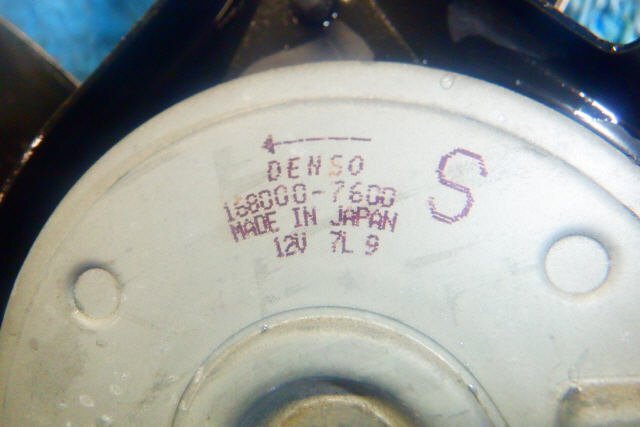 DENSO
168000-7600
MADE IN JAPAN
12V 7L 9
S